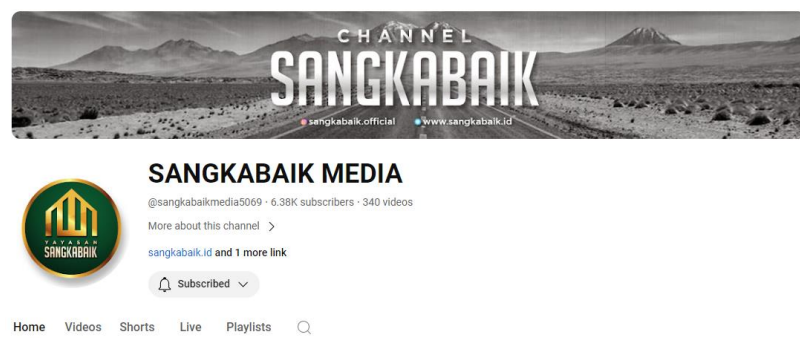 CHANNEL
SANGKABAIK
sangkabaik.official www.sangkabaik.id
SANGKABAIK MEDIA
@sangkabaikmedia5069 · 6.38K subscribers · 340 videos
More about this channel
YAYASAN
SANGKABAIK
sangkabaik.id and 1 more link
Subscribed
Home Videos Shorts Live Playlists